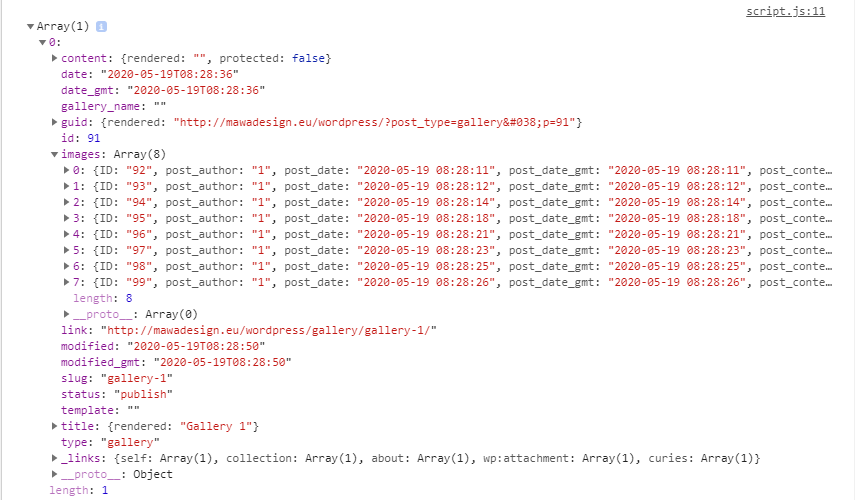 script.js:11
Array(1) i
0:
content: {rendered: "", protected: false}
date: "2020-05-19T08:28:36"
date_gmt: "2020-05-19T08:28:36"
gallery_name: ""
guid: {rendered: "http://mawadesign.eu/wordpress/?post_type=gallery&#038;p=91"}
id: 91
images: Array(8)
0: {ID: "92", post_author: "1", post_date: "2020-05-19 08:28:11", post_date_gmt: "2020-05-19 08:28:11", post_conte…
1: {ID: "93", post_author: "1", post_date: "2020-05-19 08:28:12", post_date_gmt: "2020-05-19 08:28:12", post_conte…
2: {ID: "94", post_author: "1", post_date: "2020-05-19 08:28:14", post_date_gmt: "2020-05-19 08:28:14", post_conte…
3: {ID: "95", post_author: "1", post_date: "2020-05-19 08:28:18", post_date_gmt: "2020-05-19 08:28:18", post_conte…
4: {ID: "96", post_author: "1", post_date: "2020-05-19 08:28:21", post_date_gmt: "2020-05-19 08:28:21", post_conte…
5: {ID: "97", post_author: "1", post_date: "2020-05-19 08:28:23", post_date_gmt: "2020-05-19 08:28:23", post_conte…
6: {ID: "98", post_author: "1", post_date: "2020-05-19 08:28:25", post_date_gmt: "2020-05-19 08:28:25", post_conte…
7: {ID: "99", post_author: "1", post_date: "2020-05-19 08:28:26", post_date_gmt: "2020-05-19 08:28:26", post_conte…
length: 8
__proto__: Array(0)
link: "http://mawadesign.eu/wordpress/gallery/gallery-1/"
modified: "2020-05-19T08:28:50"
modified_gmt: "2020-05-19T08:28:50"
slug: "gallery-1"
status: "publish"
template: ""
title: {rendered: "Gallery 1"}
type: "gallery"
_links: {self: Array(1), collection: Array(1), about: Array(1), wp:attachment: Array(1), curies: Array(1)}
__proto__: Object
length: 1